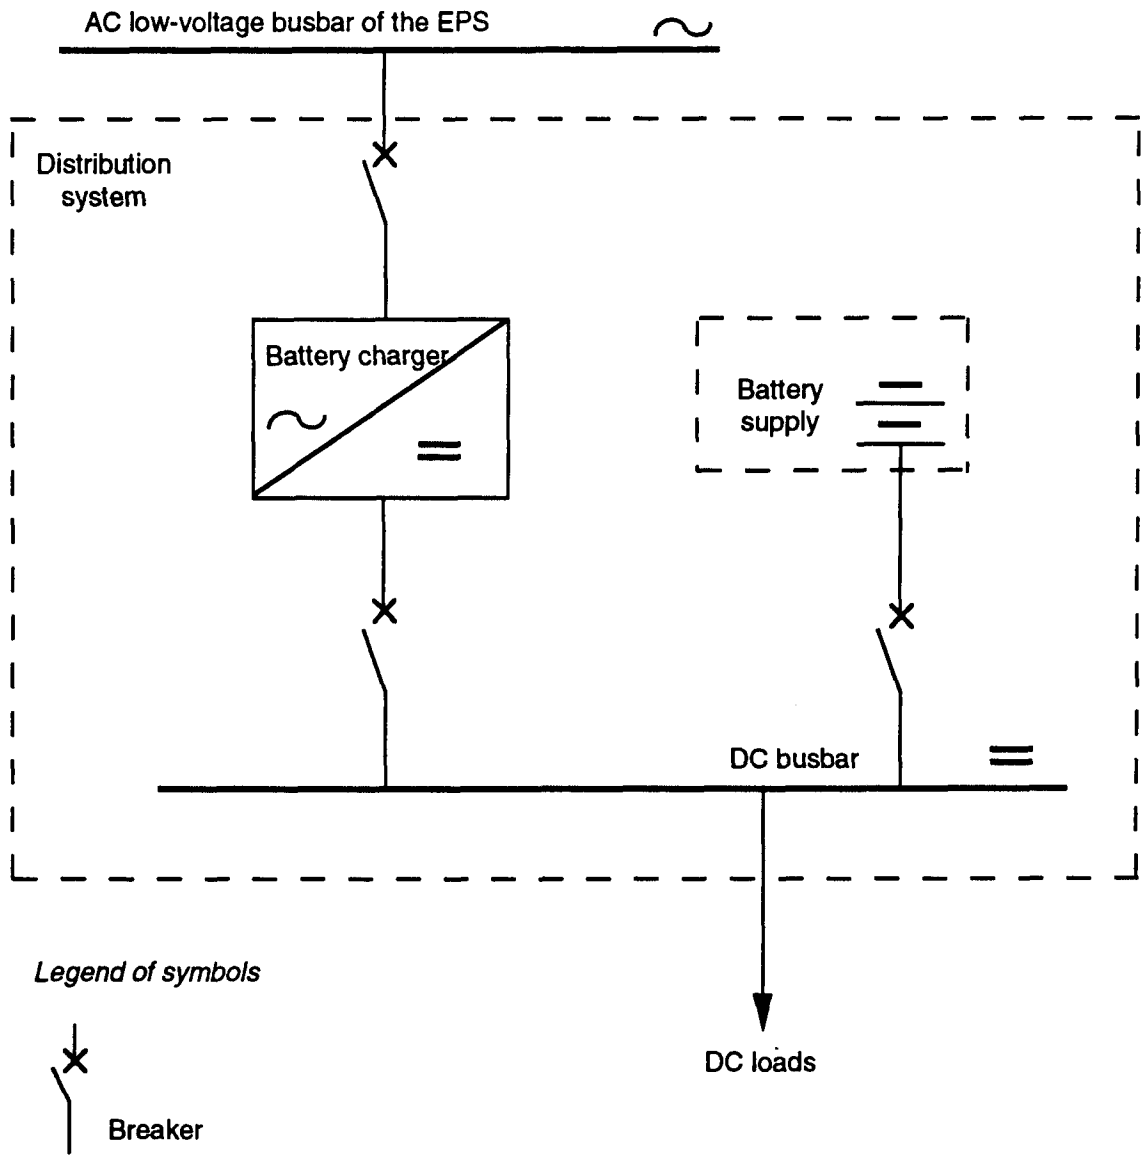 AC low-voltage busbar of the EPS
Distribution
system
Battery charger
Battery
supply
DC busbar
Legend of symbols
DC loads
Breaker